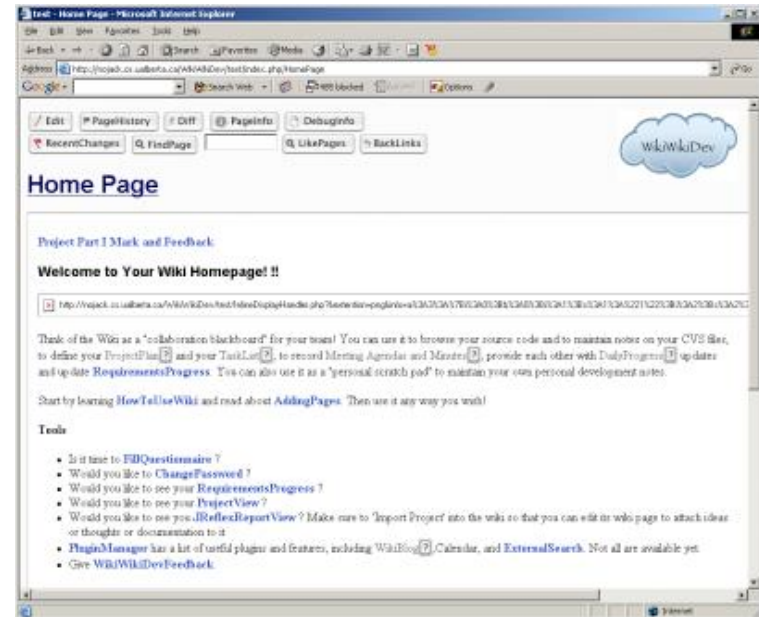 test - Home Page - Microsoft Internet Explorer
File Edit View Favorites Tools Help
Back Search Favorites Media
Address http://nojack.cs.ualberta.ca/WikiWikiDev/test/index.php/HomePage Go
Google Search Web blocked Options
Edit PageHistory Diff PageInfo DebugInfo
RecentChanges FindPage LikePages BackLinks
WikiWikiDev
Home Page
Project Part I Mark and Feedback
Welcome to Your Wiki Homepage! !!
Think of the Wiki as a "collaboration blackboard" for your team! You can use it to browse your source code and to maintain notes on your CVS files,
to define your ProjectPlan? and your TaskList?, to record Meeting Agendas and Minutes?, provide each other with DailyProgress? updates
and update RequirementsProgress. You can also use it as a "personal scratch pad" to maintain your own personal development notes.
Start by learning HowToUseWiki and read about AddingPages. Then use it any way you wish!
Tools
Is it time to FillQuestionnaire ?
Would you like to ChangePassword ?
Would you like to see your RequirementsProgress ?
Would you like to see your ProjectView ?
Would you like to see you JReflexReportView ? Make sure to 'Import Project' into the wiki so that you can edit its wiki page to attach ideas
or thoughts or documentation to it
PluginManager has a list of useful plugins and features, including WikiBlog?, Calendar, and ExternalSearch. Not all are available yet.
Give WikiWikiDevFeedback
Internet